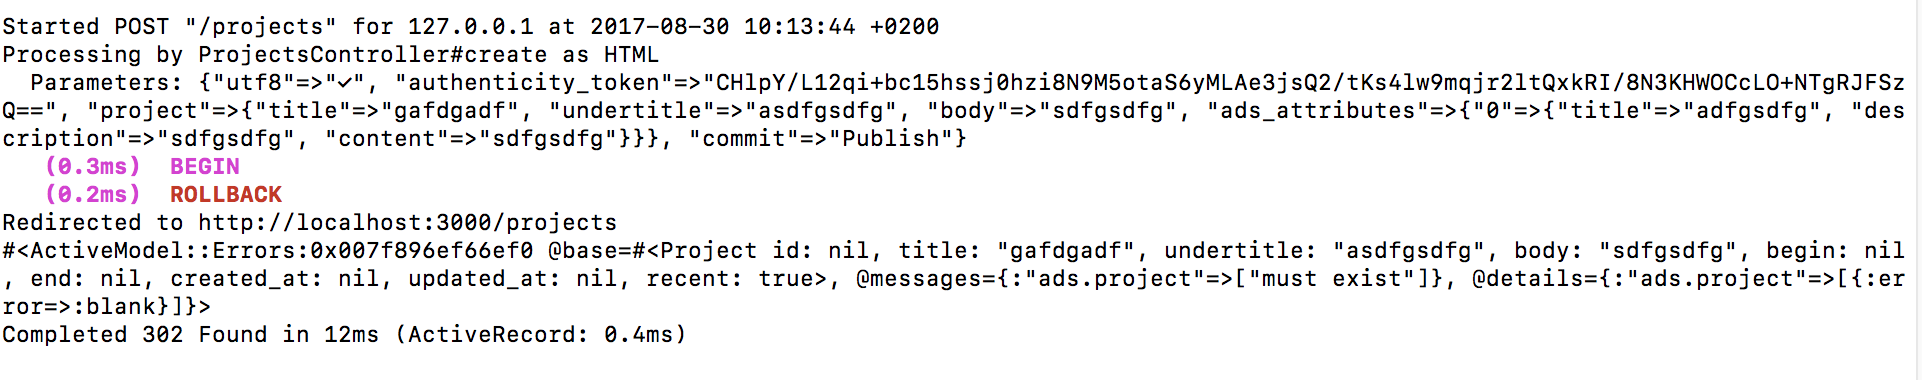 Started POST "/projects" for 127.0.0.1 at 2017-08-30 10:13:44 +0200
Processing by ProjectsController#create as HTML
  Parameters: {"utf8"=>"✓", "authenticity_token"=>"CHlpY/L12qi+bc15hssj0hzi8N9M5otaS6yMLAe3jsQ2/tKs4lw9mqjr2ltQxkRI/8N3KHWOCcLO+NTgRJFSz
Q==", "project"=>{"title"=>"gafdgadf", "undertitle"=>"asdfgsdfg", "body"=>"sdfgsdfg", "ads_attributes"=>{"0"=>{"title"=>"adfgsdfg", "des
cription"=>"sdfgsdfg", "content"=>"sdfgsdfg"}}}, "commit"=>"Publish"}
   (0.3ms)  BEGIN
   (0.2ms)  ROLLBACK
Redirected to http://localhost:3000/projects
#<ActiveModel::Errors:0x007f896ef66ef0 @base=#<Project id: nil, title: "gafdgadf", undertitle: "asdfgsdfg", body: "sdfgsdfg", begin: nil
, end: nil, created_at: nil, updated_at: nil, recent: true>, @messages={:"ads.project"=>["must exist"]}, @details={:"ads.project"=>[{:er
ror=>:blank}]}>
Completed 302 Found in 12ms (ActiveRecord: 0.4ms)